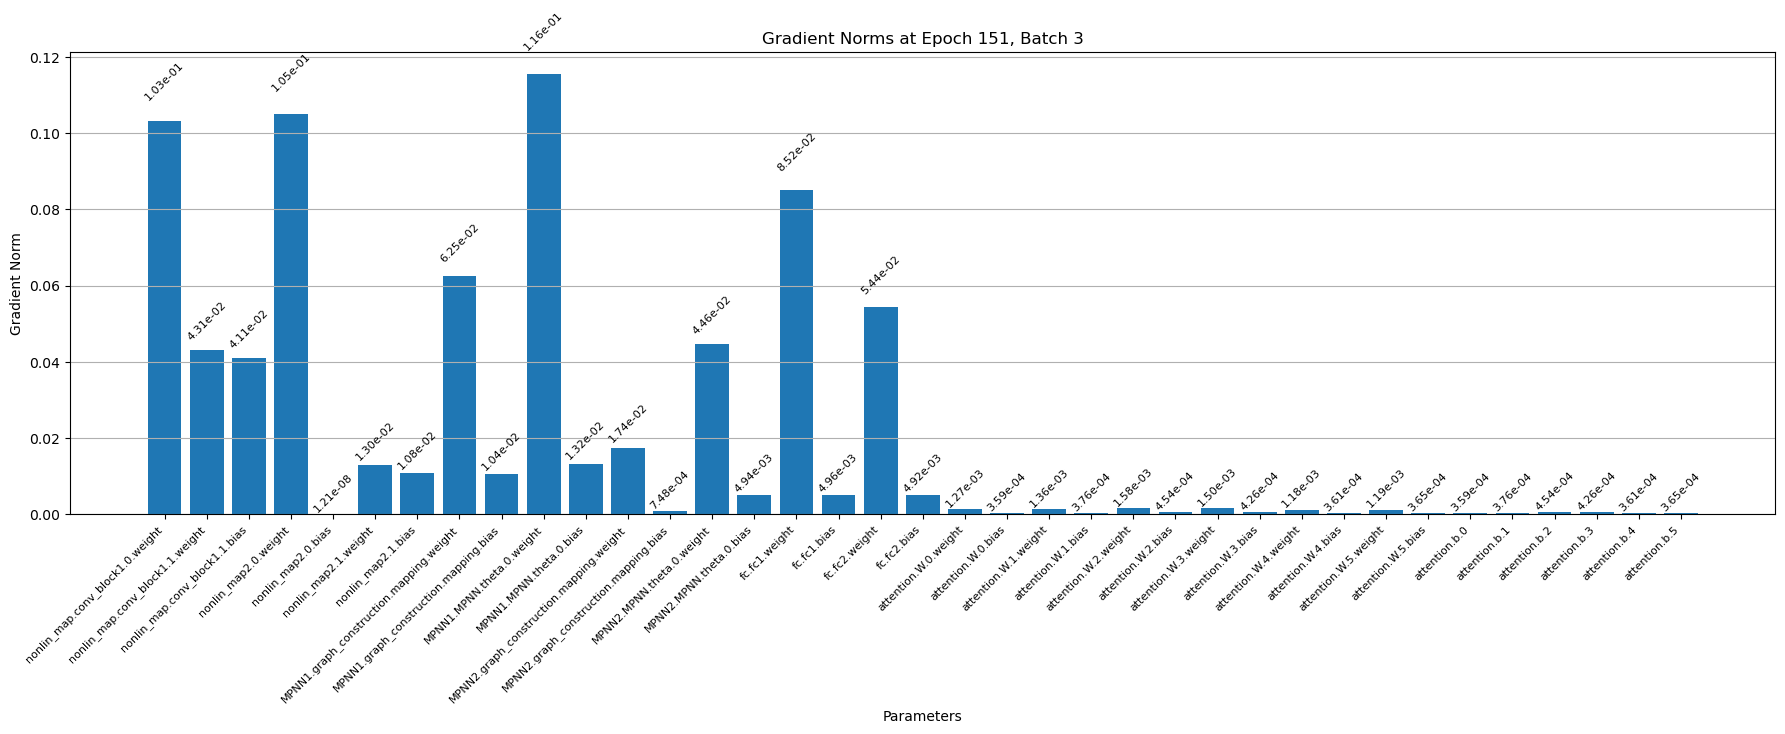 Gradient Norms at Epoch 151, Batch 3
Gradient Norm
0.12
0.10
0.08
0.06
0.04
0.02
0.00
1.03e-01
4.31e-02
4.11e-02
1.05e-01
1.21e-08
1.30e-02
1.08e-02
6.25e-02
1.04e-02
1.16e-01
1.32e-02
1.74e-02
7.48e-04
4.46e-02
4.94e-03
8.52e-02
4.96e-03
5.44e-02
4.92e-03
1.27e-03
3.59e-04
1.36e-03
3.76e-04
1.58e-03
4.54e-04
1.50e-03
4.26e-04
1.18e-03
3.61e-04
1.19e-03
3.65e-04
3.59e-04
3.76e-04
4.54e-04
4.26e-04
3.61e-04
3.65e-04
nonlin_map.conv_block1.0.weight
nonlin_map.conv_block1.1.weight
nonlin_map.conv_block1.1.bias
nonlin_map2.0.weight
nonlin_map2.0.bias
nonlin_map2.1.weight
nonlin_map2.1.bias
MPNN1.graph_construction.mapping.weight
MPNN1.graph_construction.mapping.bias
MPNN1.MPNN.theta.0.weight
MPNN1.MPNN.theta.0.bias
MPNN2.graph_construction.mapping.weight
MPNN2.graph_construction.mapping.bias
MPNN2.MPNN.theta.0.weight
MPNN2.MPNN.theta.0.bias
fc.fc1.weight
fc.fc1.bias
fc.fc2.weight
fc.fc2.bias
attention.W.0.weight
attention.W.0.bias
attention.W.1.weight
attention.W.1.bias
attention.W.2.weight
attention.W.2.bias
attention.W.3.weight
attention.W.3.bias
attention.W.4.weight
attention.W.4.bias
attention.W.5.weight
attention.W.5.bias
attention.b.0
attention.b.1
attention.b.2
attention.b.3
attention.b.4
attention.b.5
Parameters